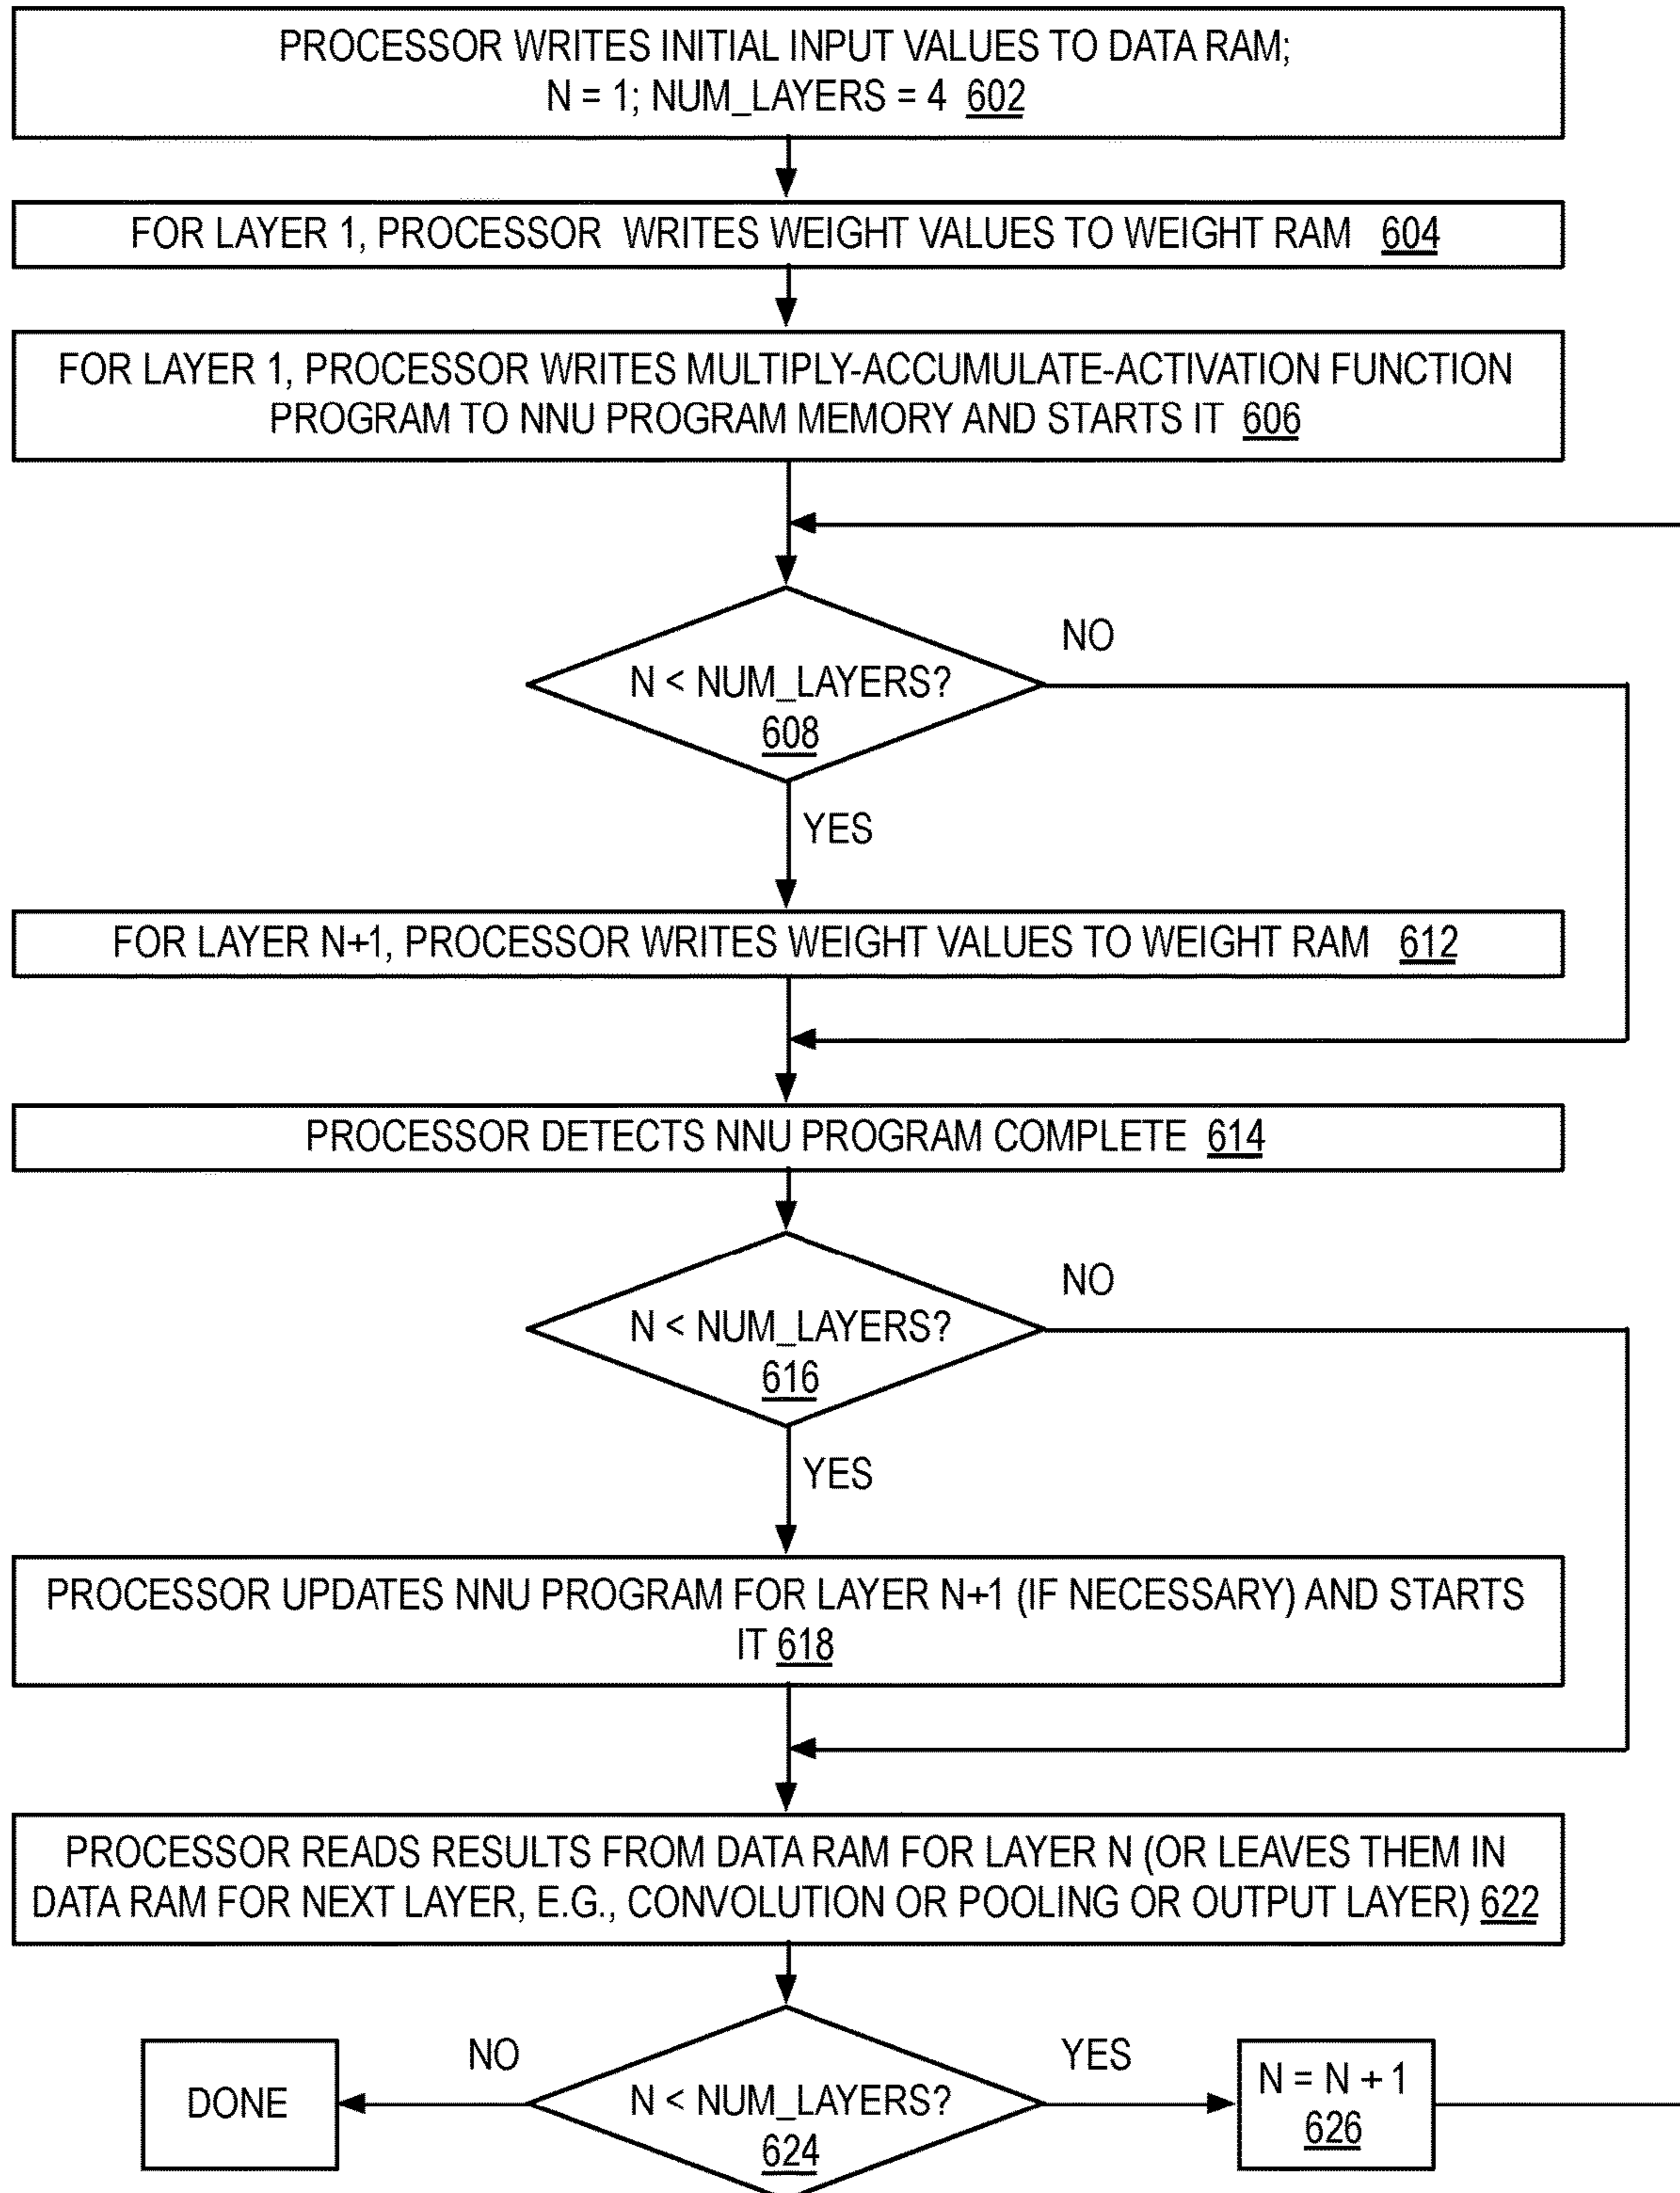 PROCESSOR WRITES INITIAL INPUT VALUES TO DATA RAM;
N = 1; NUM_LAYERS = 4 602
FOR LAYER 1, PROCESSOR WRITES WEIGHT VALUES TO WEIGHT RAM 604
FOR LAYER 1, PROCESSOR WRITES MULTIPLY-ACCUMULATE-ACTIVATION FUNCTION
PROGRAM TO NNU PROGRAM MEMORY AND STARTS IT 606
NO
N < NUM_LAYERS?
608
YES
FOR LAYER N+1, PROCESSOR WRITES WEIGHT VALUES TO WEIGHT RAM 612
PROCESSOR DETECTS NNU PROGRAM COMPLETE 614
NO
N < NUM_LAYERS?
616
YES
PROCESSOR UPDATES NNU PROGRAM FOR LAYER N+1 (IF NECESSARY) AND STARTS
IT 618
PROCESSOR READS RESULTS FROM DATA RAM FOR LAYER N (OR LEAVES THEM IN
DATA RAM FOR NEXT LAYER, E.G., CONVOLUTION OR POOLING OR OUTPUT LAYER) 622
NO
YES
DONE
N < NUM_LAYERS?
624
N = N + 1
626